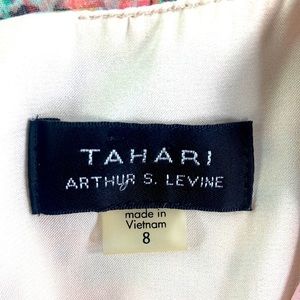 TAHARI
ARTHUR S. LEVINE
made in
Vietnam
8